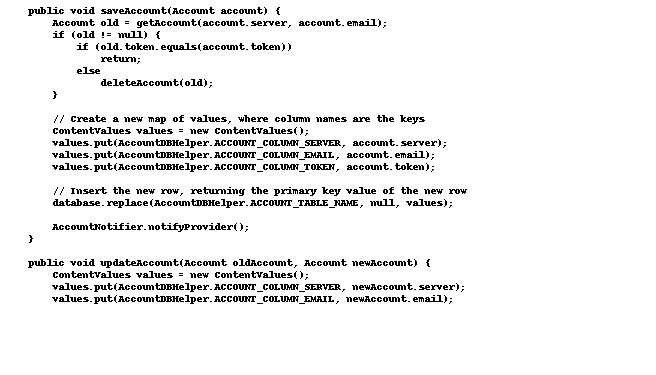 public void saveAccount(Account account) {
    Account old = getAccount(account.server, account.email);
    if (old != null) {
        if (old.token.equals(account.token))
            return;
        else
            deleteAccount(old);
    }

    // Create a new map of values, where column names are the keys
    ContentValues values = new ContentValues();
    values.put(AccountDBHelper.ACCOUNT_COLUMN_SERVER, account.server);
    values.put(AccountDBHelper.ACCOUNT_COLUMN_EMAIL, account.email);
    values.put(AccountDBHelper.ACCOUNT_COLUMN_TOKEN, account.token);

    // Insert the new row, returning the primary key value of the new row
    database.replace(AccountDBHelper.ACCOUNT_TABLE_NAME, null, values);

    AccountNotifier.notifyProvider();
}

public void updateAccount(Account oldAccount, Account newAccount) {
    ContentValues values = new ContentValues();
    values.put(AccountDBHelper.ACCOUNT_COLUMN_SERVER, newAccount.server);
    values.put(AccountDBHelper.ACCOUNT_COLUMN_EMAIL, newAccount.email);